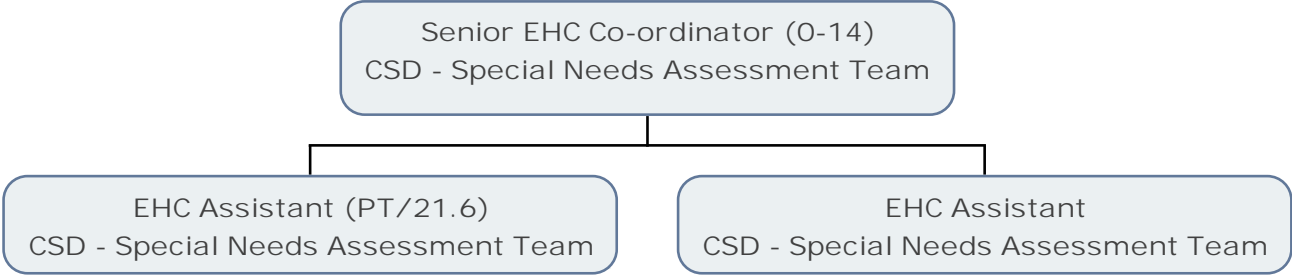 Senior EHC Co-ordinator (0-14)
CSD - Special Needs Assessment Team
EHC Assistant (PT/21.6)
CSD - Special Needs Assessment Team
EHC Assistant
CSD - Special Needs Assessment Team